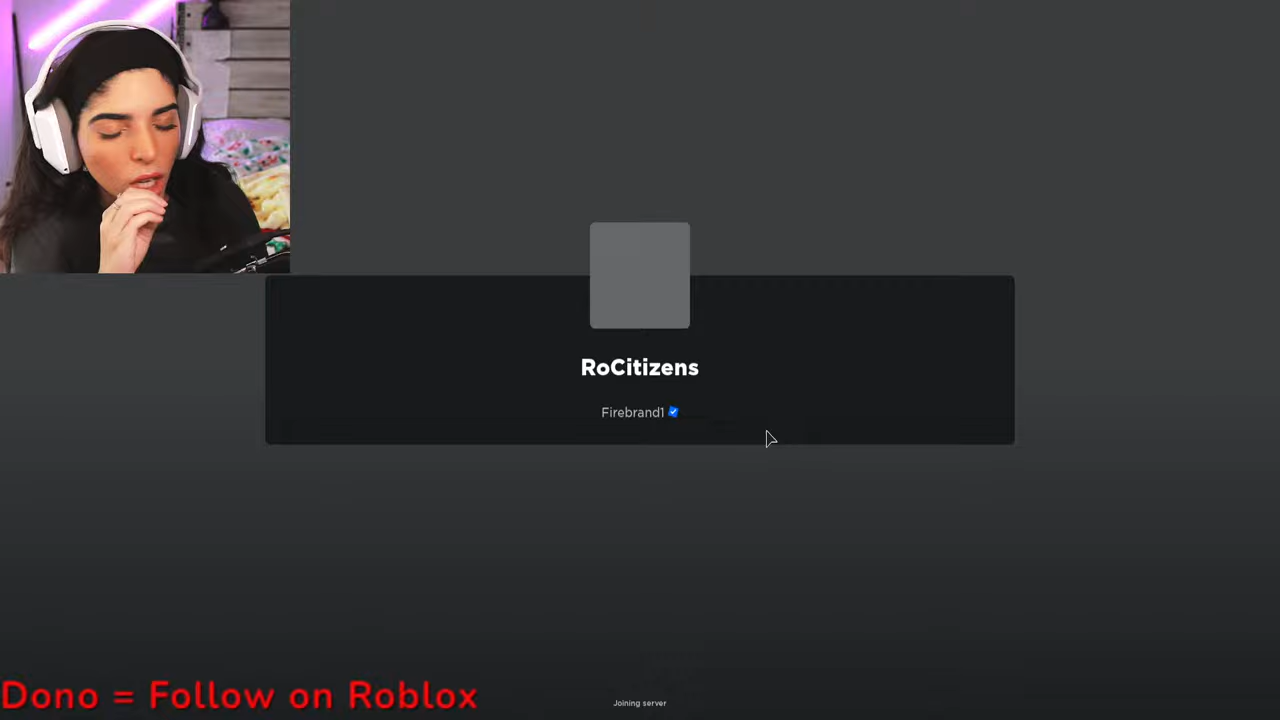 RoCitizens
Firebrand1
Dono = Follow on Roblox
Joining server